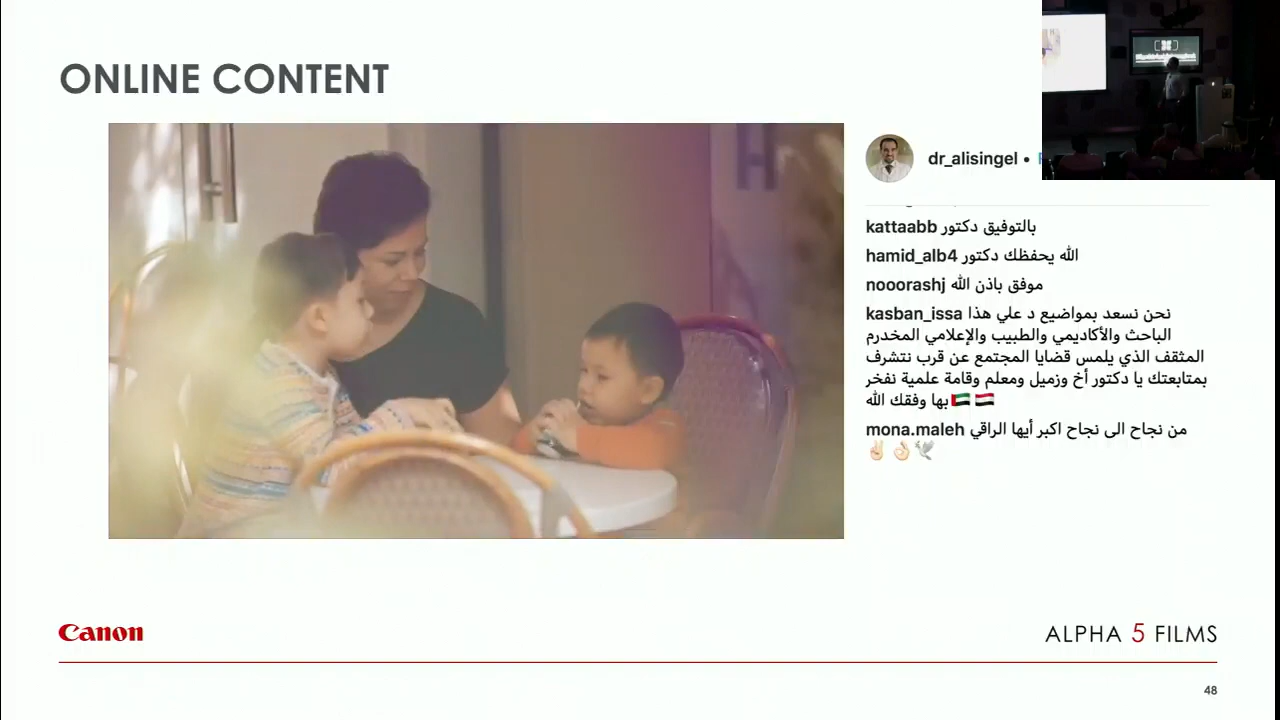 ONLINE CONTENT
dr_alisingel •
kattaabb بالتوفيق دكتور
hamid_alb4 الله يحفظك دكتور
nooorashj موفق باذن الله
kasban_issa نحن نسعد بمواضيع د علي هذا
الباحث والأكاديمي والطبيب والإعلامي المخدرم
المثقف الذي يلمس قضايا المجتمع عن قرب نتشرف
بمتابعتك يا دكتور أخ وزميل ومعلم وقامة علمية نفخر
بها وفقك الله🇦🇪 🇾🇪
mona.maleh من نجاح الى نجاح اكبر أيها الراقي
✌🏻👌🏻🕊
Canon
ALPHA 5 FILMS
48